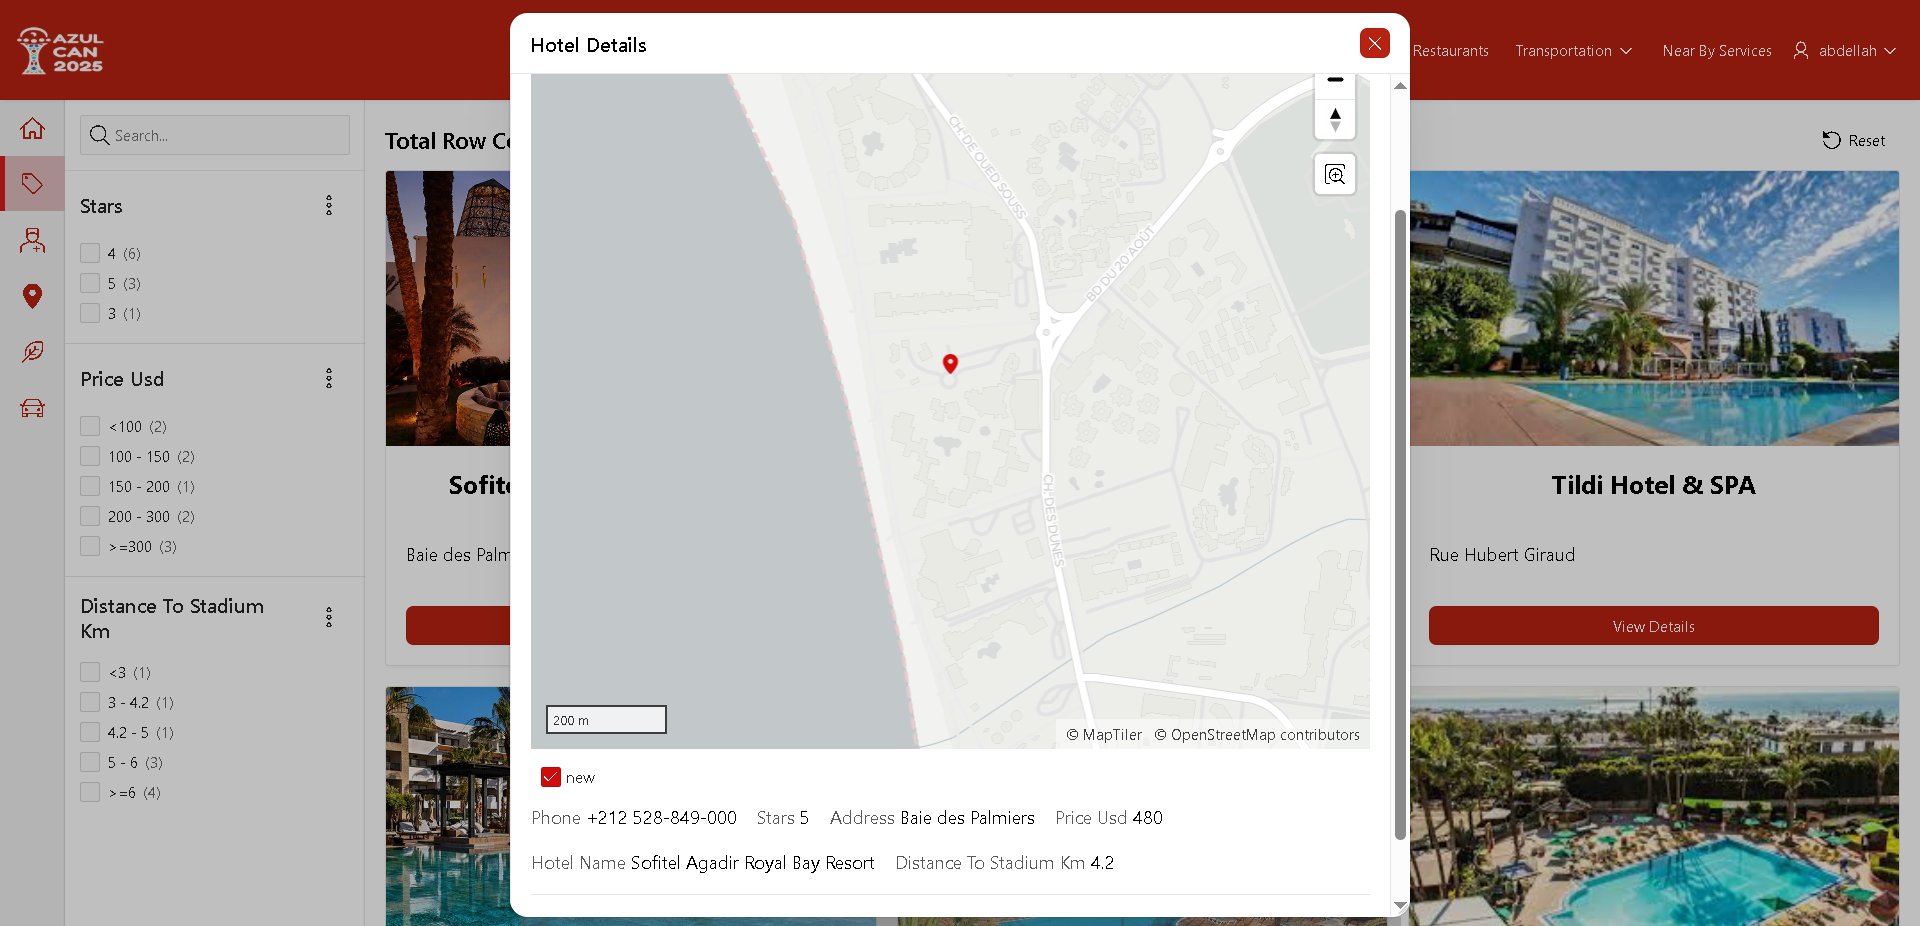 AZUL
CAN
2025
Hotel Details
Restaurants
Transportation
Near By Services
abdellah
Search...
Total Row
Reset
Stars
4 (6)
5 (3)
3 (1)
Price Usd
<100 (2)
100 - 150 (2)
150 - 200 (1)
200 - 300 (2)
>=300 (3)
Distance To Stadium
Km
<3 (1)
3 - 4.2 (1)
4.2 - 5 (1)
5 - 6 (3)
>=6 (4)
CH. DE OUED SOUSS
BD DU 20 AOÛT
CH. DES DUNES
200 m
© MapTiler © OpenStreetMap contributors
new
Phone +212 528-849-000 Stars 5 Address Baie des Palmiers Price Usd 480
Hotel Name Sofitel Agadir Royal Bay Resort Distance To Stadium Km 4.2
Baie des
Tildi Hotel & SPA
Rue Hubert Giraud
View Details